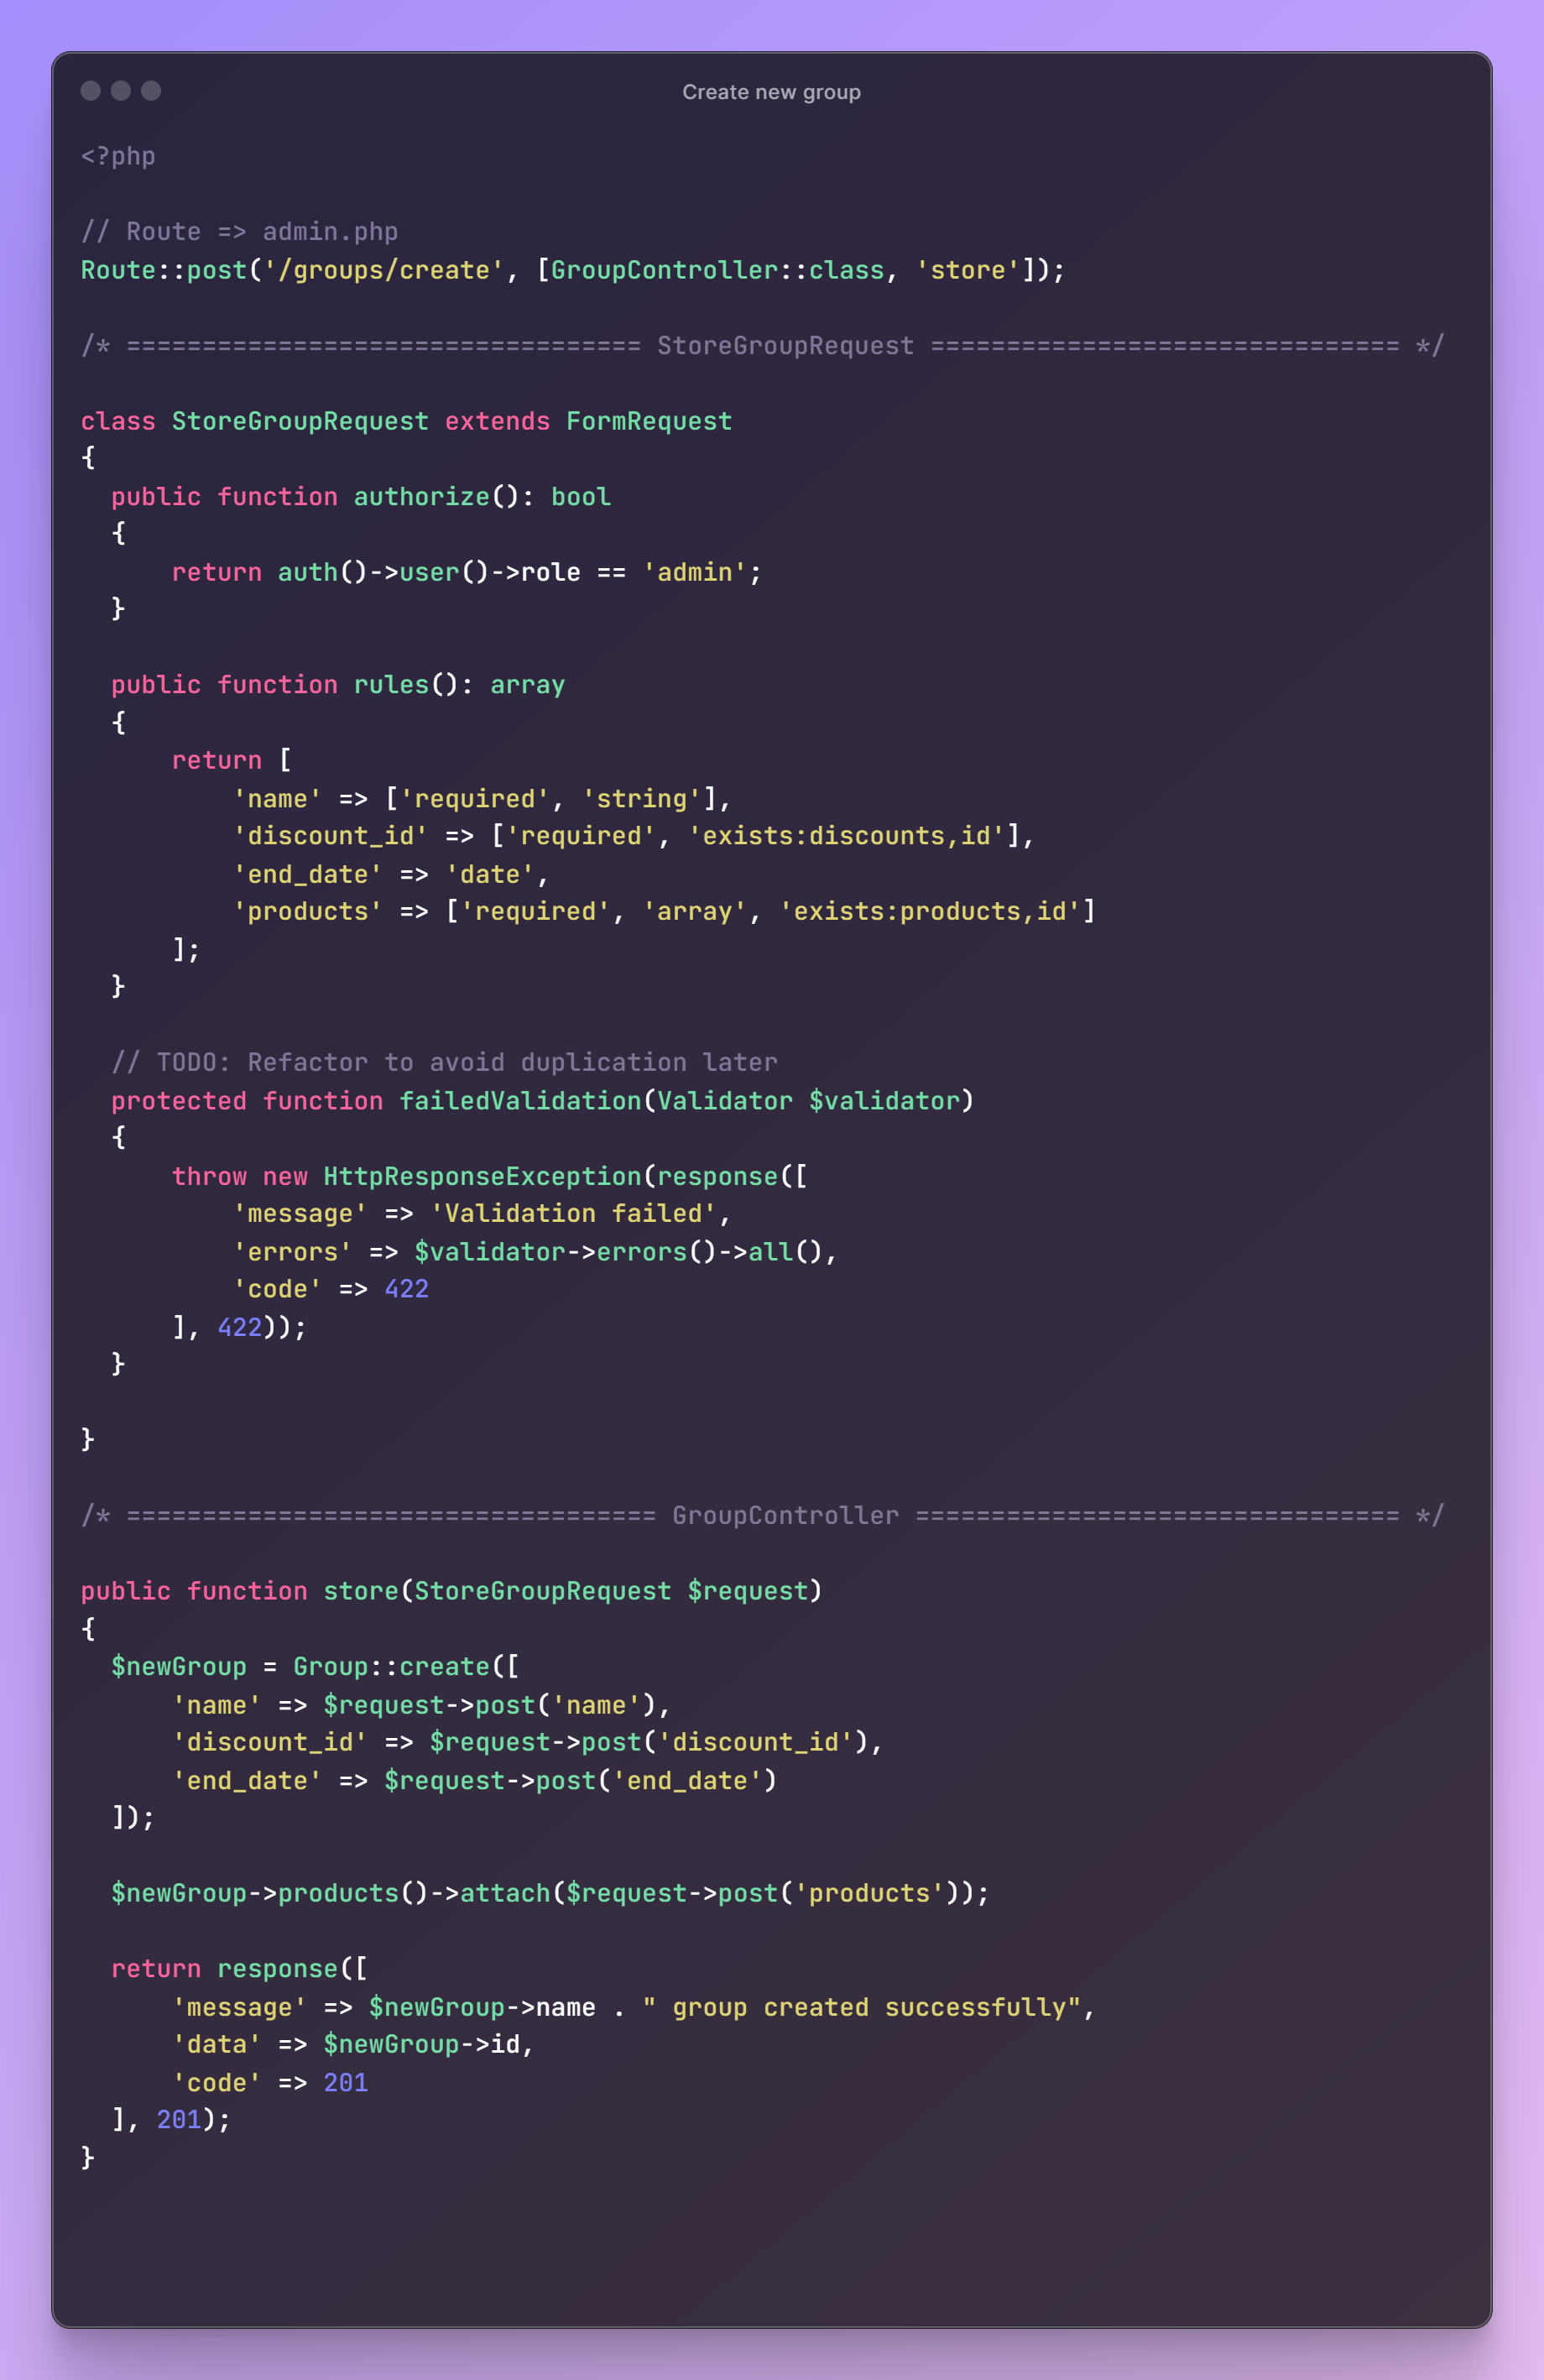 Create new group
<?php
// Route => admin.php
Route::post('/groups/create', [GroupController::class, 'store']);
/* ================================== StoreGroupRequest =============================== */
class StoreGroupRequest extends FormRequest
{
  public function authorize(): bool
  {
      return auth()->user()->role == 'admin';
  }
  public function rules(): array
  {
      return [
          'name' => ['required', 'string'],
          'discount_id' => ['required', 'exists:discounts,id'],
          'end_date' => 'date',
          'products' => ['required', 'array', 'exists:products,id']
      ];
  }
  // TODO: Refactor to avoid duplication later
  protected function failedValidation(Validator $validator)
  {
      throw new HttpResponseException(response([
          'message' => 'Validation failed',
          'errors' => $validator->errors()->all(),
          'code' => 422
      ], 422));
  }
}
/* =================================== GroupController ================================ */
public function store(StoreGroupRequest $request)
{
  $newGroup = Group::create([
      'name' => $request->post('name'),
      'discount_id' => $request->post('discount_id'),
      'end_date' => $request->post('end_date')
  ]);
  $newGroup->products()->attach($request->post('products'));
  return response([
      'message' => $newGroup->name . " group created successfully",
      'data' => $newGroup->id,
      'code' => 201
  ], 201);
}